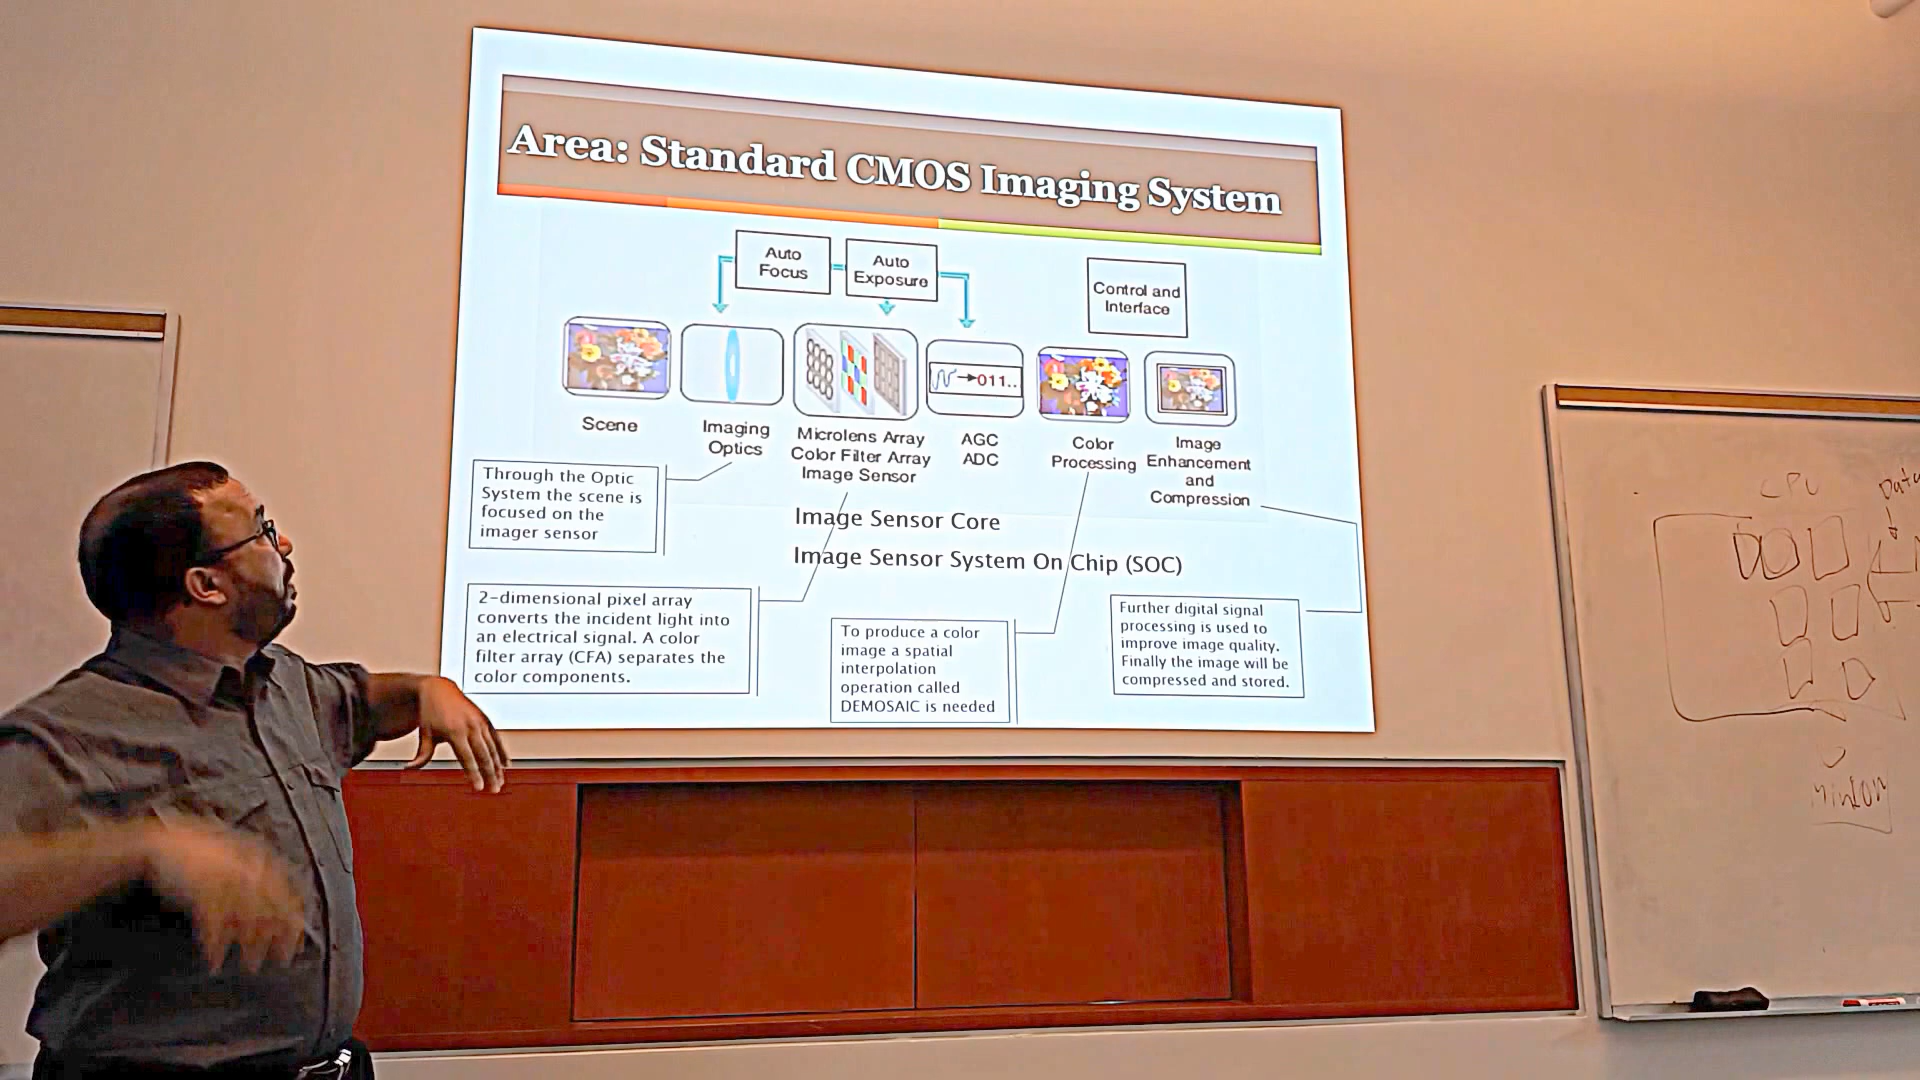 Area: Standard CMOS Imaging System
Auto
Focus
Auto
Exposure
Control and
Interface
011..
Scene
Imaging
Optics
Microlens Array
Color Filter Array
Image Sensor
AGC
ADC
Color
Processing
Image
Enhancement
and
Compression
Through the Optic
System the scene is
focused on the
imager sensor
Image Sensor Core
Image Sensor System On Chip (SOC)
2-dimensional pixel array
converts the incident light into
an electrical signal. A color
filter array (CFA) separates the
color components.
To produce a color
image a spatial
interpolation
operation called
DEMOSAIC is needed
Further digital signal
processing is used to
improve image quality.
Finally the image will be
compressed and stored.
CPU
Data